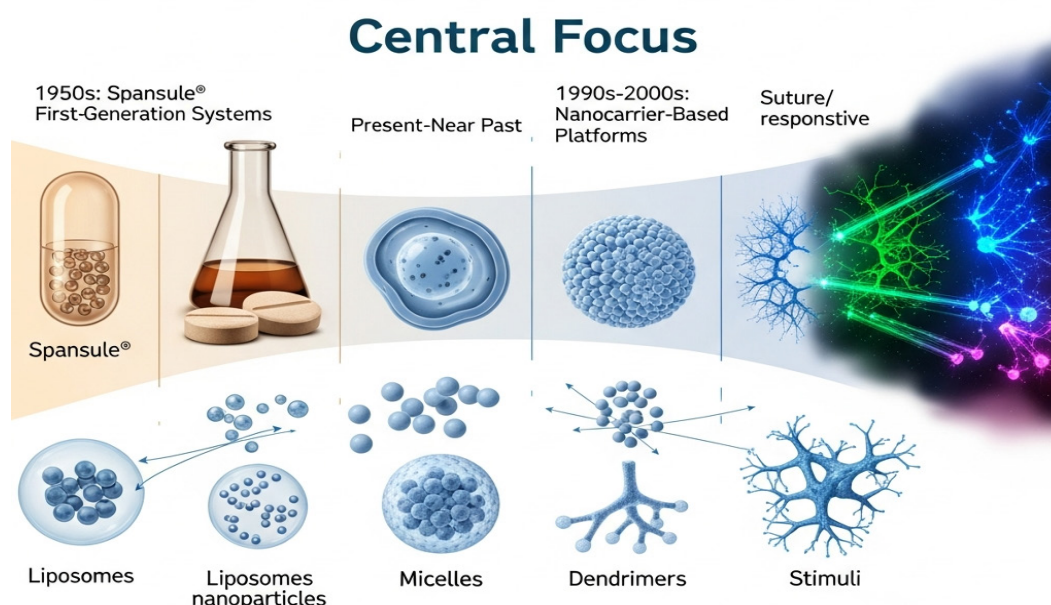 Central Focus
1950s: Spansule®
First-Generation Systems
Present-Near Past
1990s-2000s:
Nanocarrier-Based
Platforms
Suture/
responstive
Spansule®
Liposomes
Liposomes
nanoparticles
Micelles
Dendrimers
Stimuli